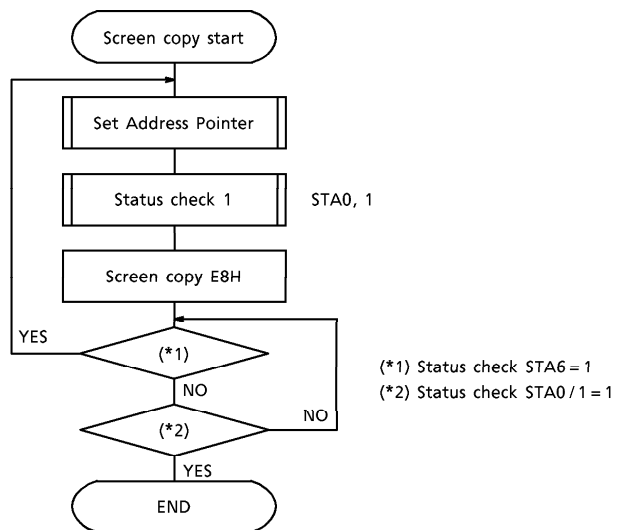 Screen copy start
Set Address Pointer
Status check 1
STA0, 1
Screen copy E8H
YES
(*1)
NO
(*1) Status check STA6 = 1
(*2) Status check STA0 / 1 = 1
(*2)
NO
YES
END